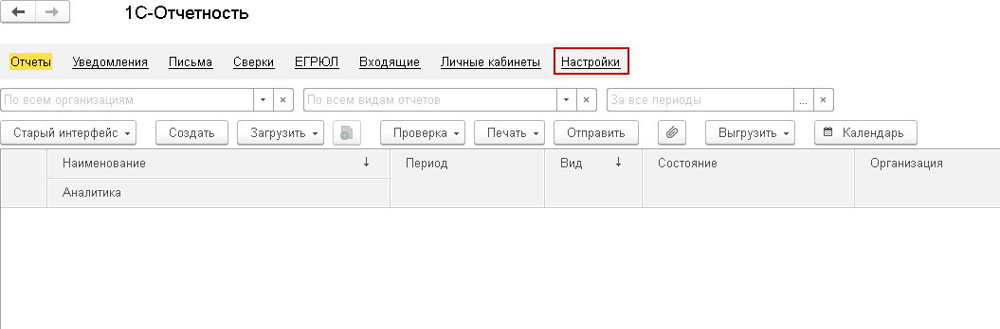 1С-Отчетность
Отчеты Уведомления Письма Сверки ЕГРЮЛ Входящие Личные кабинеты Настройки
По всем организациям По всем видам отчетов За все периоды ...
Старый интерфейс Создать Загрузить Проверка Печать Отправить Выгрузить Календарь
Наименование Период Вид Состояние Организация
Аналитика